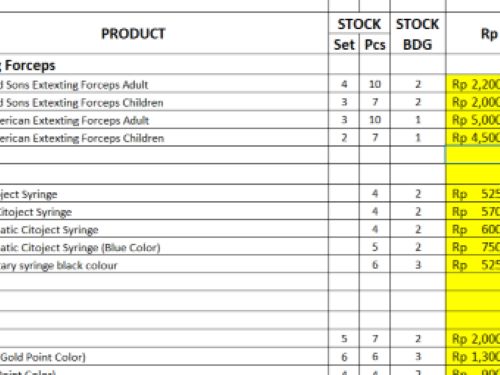 PRODUCT STOCK STOCK Rp
Set Pcs BDG
Forceps
Sons Extexting Forceps Adult 4 10 2 Rp 2,200
Sons Extexting Forceps Children 3 7 2 Rp 2,000
erican Extexting Forceps Adult 3 10 1 Rp 5,000
erican Extexting Forceps Children 2 7 1 Rp 4,500
ject Syringe 4 2 Rp 525
Citoject Syringe 4 2 Rp 570
atic Citoject Syringe 4 2 Rp 600
atic Citoject Syringe (Blue Color) 5 2 Rp 750
tary syringe black colour 6 3 Rp 525
5 7 2 Rp 2,000
Gold Point Color) 6 6 3 Rp 1,300
Point Color) 4 4 2 Rp 900